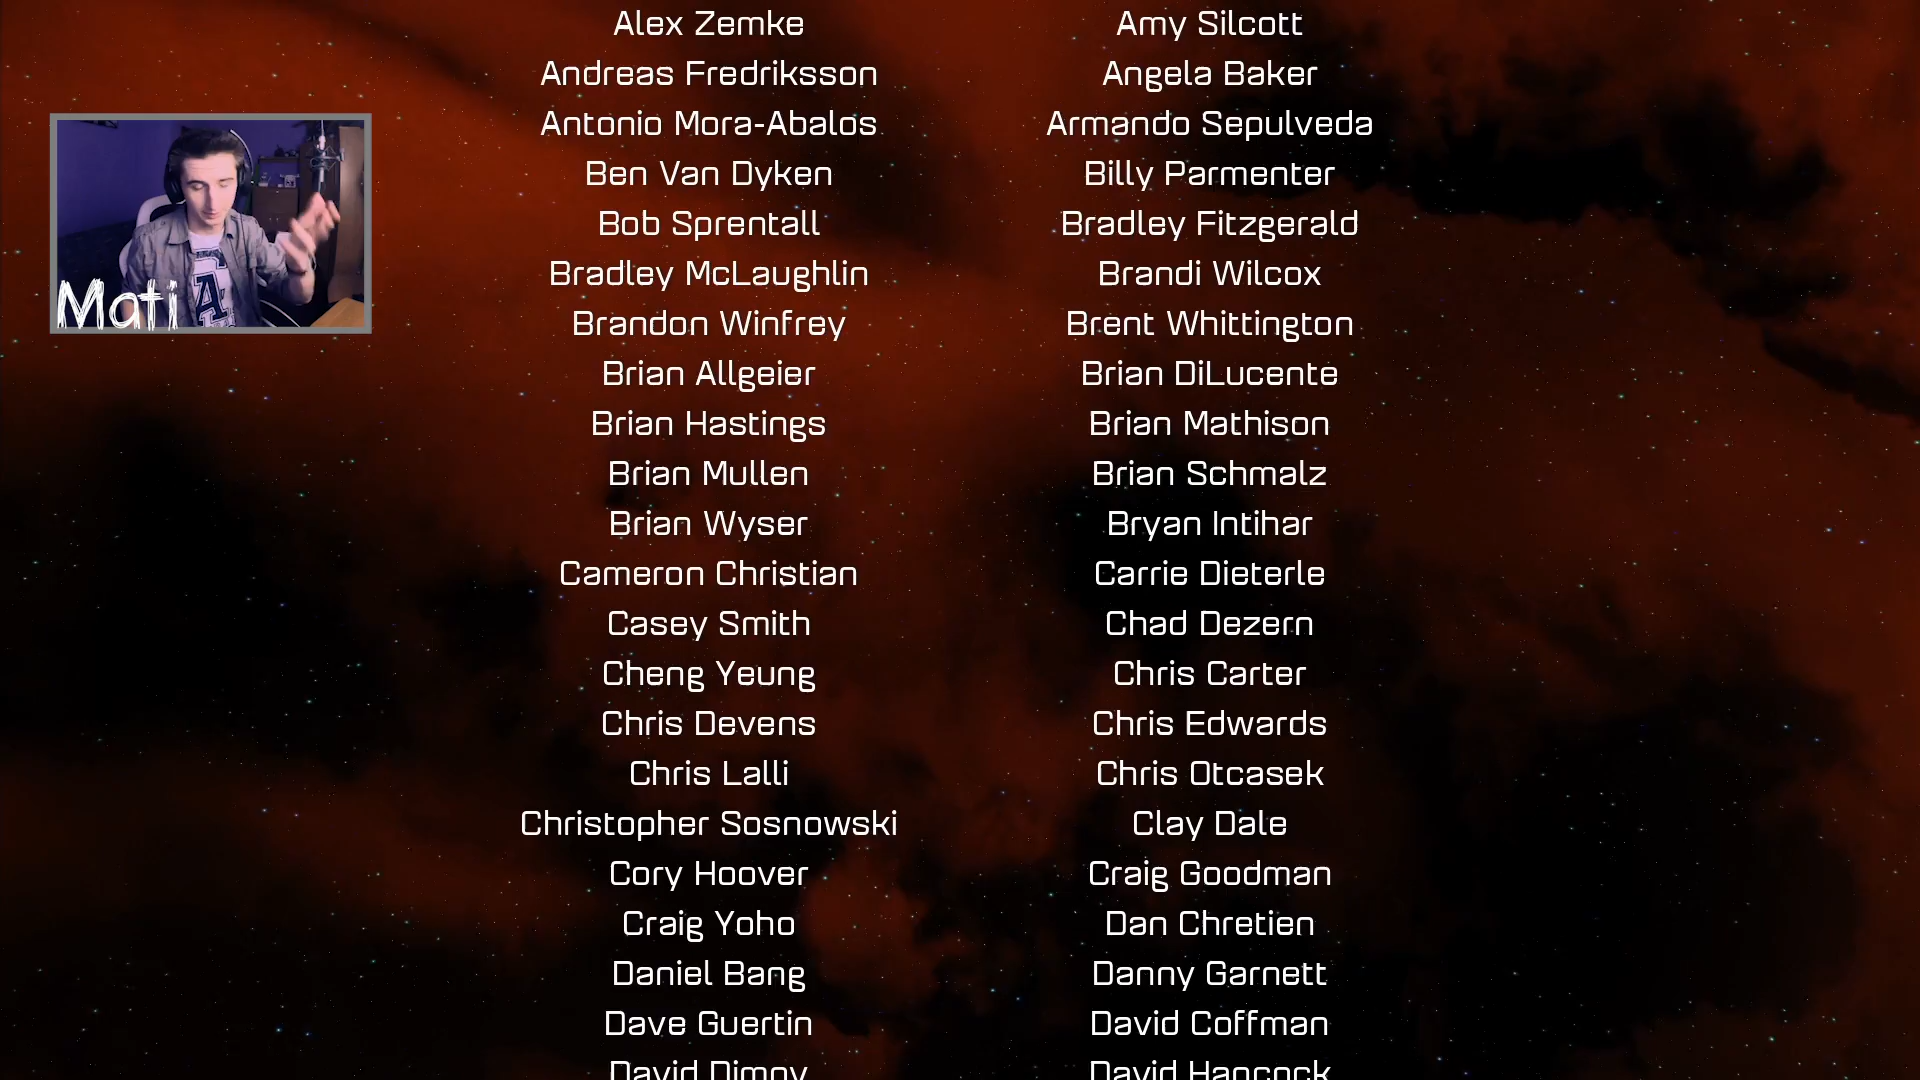 Alex Zemke Amy Silcott
Andreas Fredriksson Angela Baker
Antonio Mora-Abalos Armando Sepulveda
Ben Van Dyken Billy Parmenter
Bob Sprentall Bradley Fitzgerald
Bradley McLaughlin Brandi Wilcox
Mati
Brandon Winfrey Brent Whittington
Brian Allgeier Brian DiLucente
Brian Hastings Brian Mathison
Brian Mullen Brian Schmalz
Brian Wyser Bryan Intihar
Cameron Christian Carrie Dieterle
Casey Smith Chad Dezern
Cheng Yeung Chris Carter
Chris Devens Chris Edwards
Chris Lalli Chris Otcasek
Christopher Sosnowski Clay Dale
Cory Hoover Craig Goodman
Craig Yoho Dan Chretien
Daniel Bang Danny Garnett
Dave Guertin David Coffman
David David Hancock